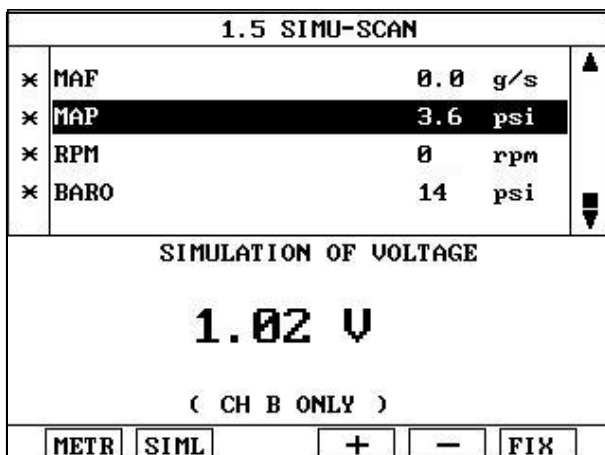 1.5 SIMU-SCAN
* MAF 0.0 g/s
* MAP 3.6 psi
* RPM 0 rpm
* BARO 14 psi
SIMULATION OF VOLTAGE
1.02 V
( CH B ONLY )
METR SIML + - FIX